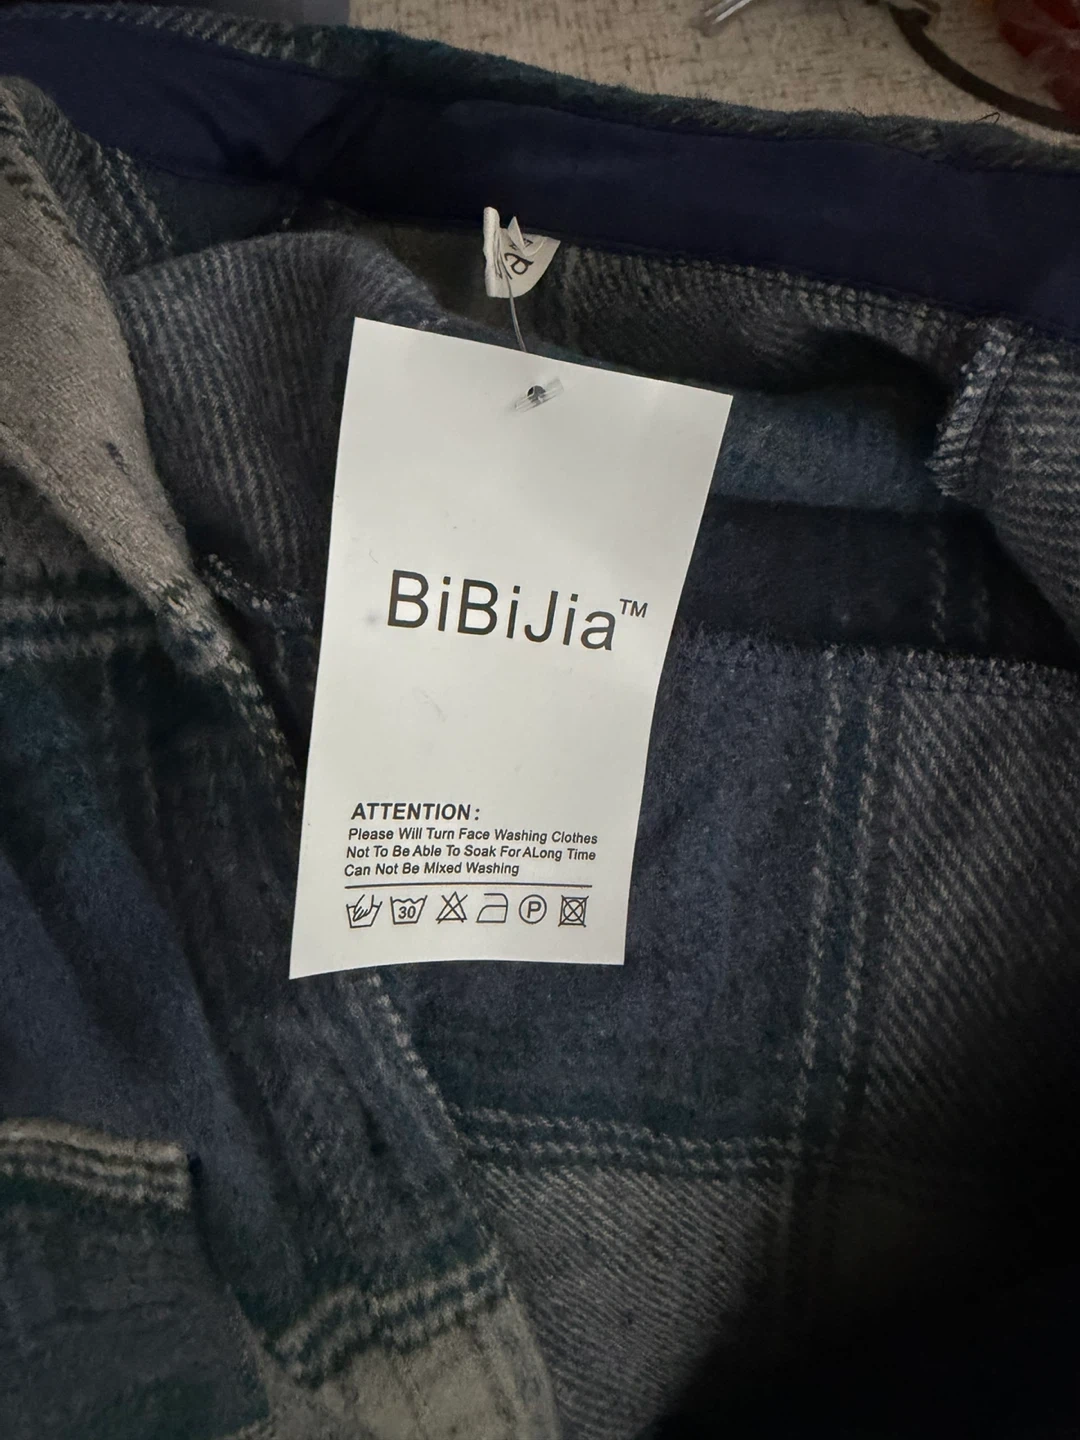 BiBiJia™
ATTENTION:
Please Will Turn Face Washing Clothes
Not To Be Able To Soak For ALong Time
Can Not Be Mixed Washing
30 P